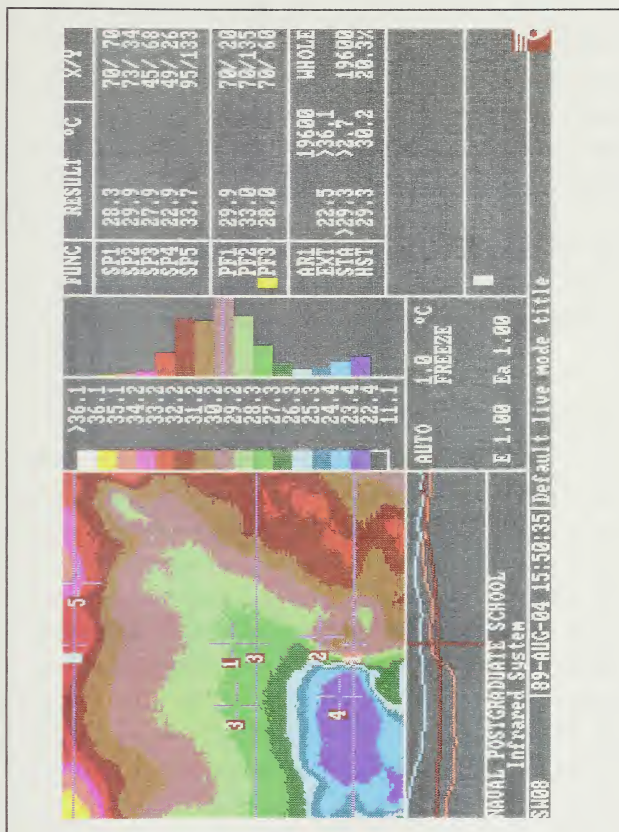 FUNC RESULT °C X/Y
SP1 28.3 70/ 70
SP2 29.9 73/ 34
SP3 27.9 45/ 68
SP4 22.9 49/ 26
SP5 33.7 95/133
PF1 29.9 70/ 20
PF2 33.0 70/135
PF3 28.0 70/ 60
AR1 19600 WHOLE
EXT 22.5 >36.1
STA >29.3 >2.7 19600
HST 29.3 30.2 20.3%
>36.1
36.1
35.1
34.2
33.2
32.2
31.2
30.2
29.2
28.3
27.3
26.3
25.3
24.4
23.4
22.4
11.1
AUTO 1.0 °C
FREEZE
E 1.00 Ea 1.00
5
1
3
3
2
4
NAVAL POSTGRADUATE SCHOOL
Infrared System
SW08 89-AUG-04 15:50:35 Default live mode title